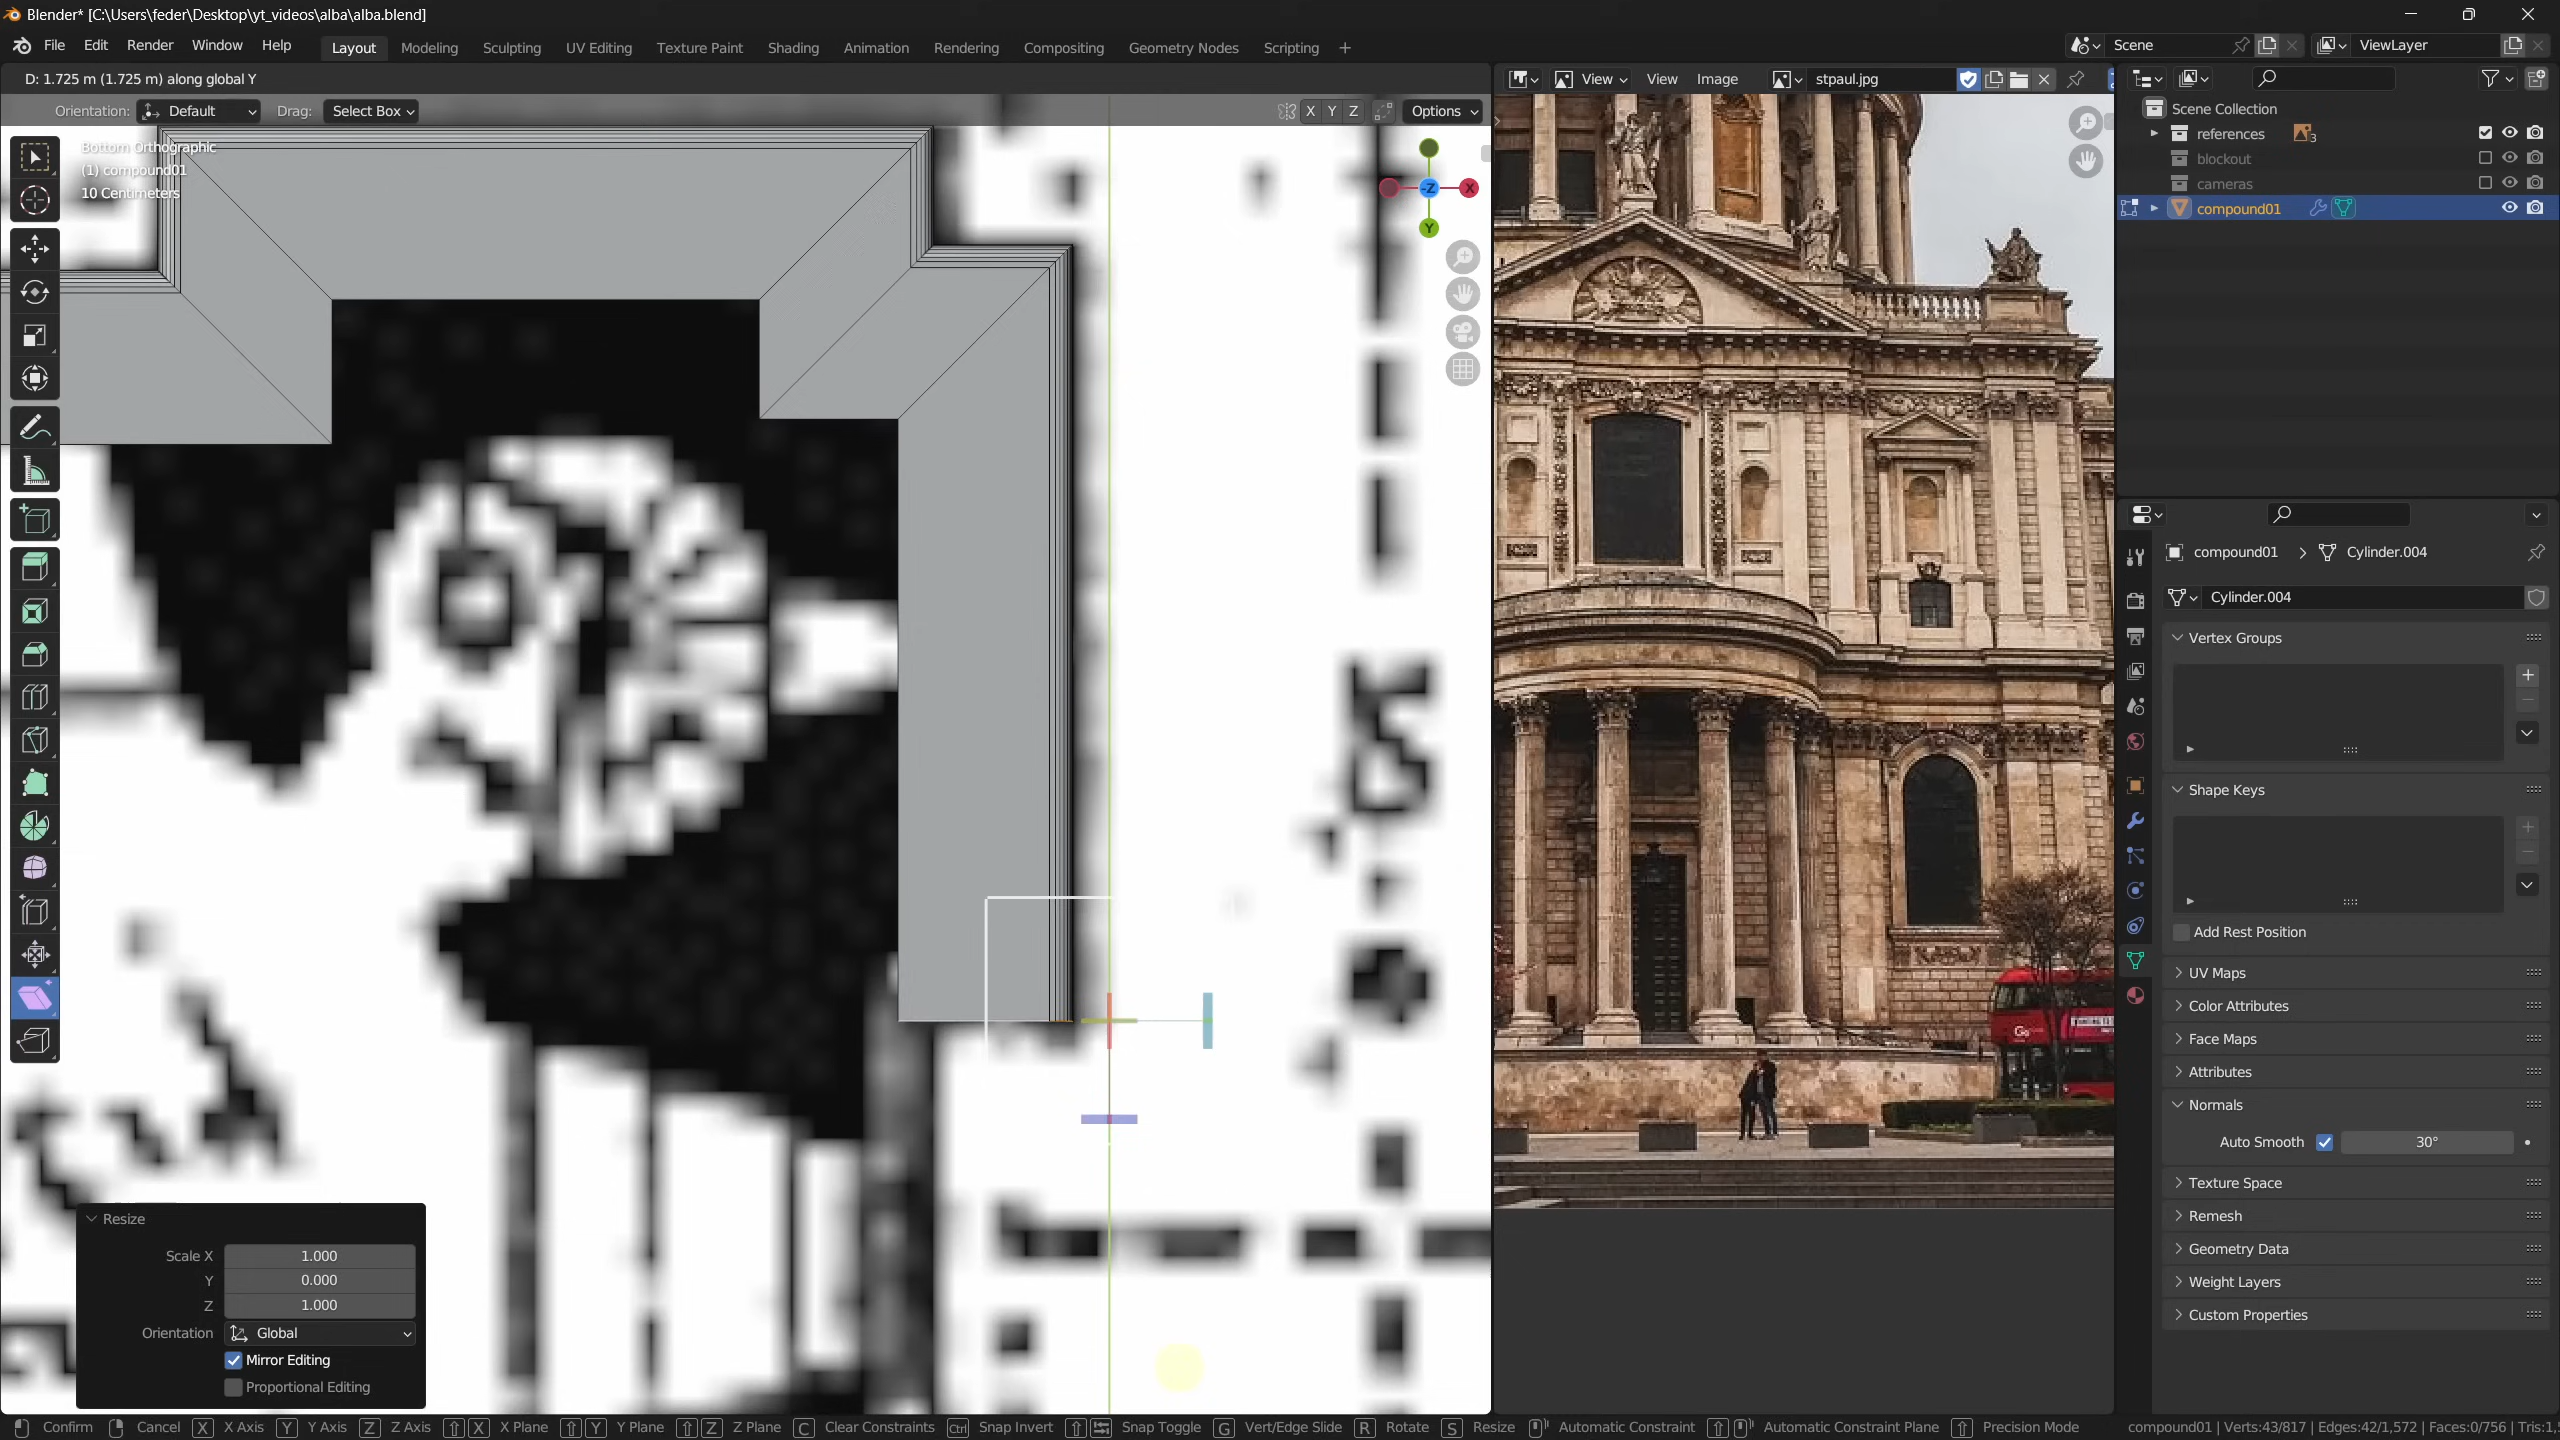 Blender* [C:\Users\feder\Desktop\yt_videos\alba\alba.blend]
File Edit Render Window Help
Layout Modeling Sculpting UV Editing Texture Paint Shading Animation Rendering Compositing Geometry Nodes Scripting +
Scene ViewLayer
D: 1.725 m (1.725 m) along global Y
View View Image stpaul.jpg
Orientation: Default Drag: Select Box X Y Z Options
Bottom Orthographic
(1) compound01
10 Centimeters
-Z X Y
Scene Collection
references 3
blockout
cameras
compound01
compound01 > Cylinder.004
Cylinder.004
Vertex Groups
Shape Keys
Add Rest Position
UV Maps
Color Attributes
Face Maps
Attributes
Normals
Auto Smooth 30°
Texture Space
Remesh
Geometry Data
Weight Layers
Custom Properties
Resize
Scale X 1.000
Y 0.000
Z 1.000
Orientation Global
Mirror Editing
Proportional Editing
Confirm Cancel X X Axis Y Y Axis Z Z Axis X X Plane Y Y Plane Z Z Plane C Clear Constraints Ctrl Snap Invert Snap Toggle G Vert/Edge Slide R Rotate S Resize Automatic Constraint Automatic Constraint Plane Precision Mode compound01 | Verts:43/817 | Edges:42/1,572 | Faces:0/756 | Tris:1,5